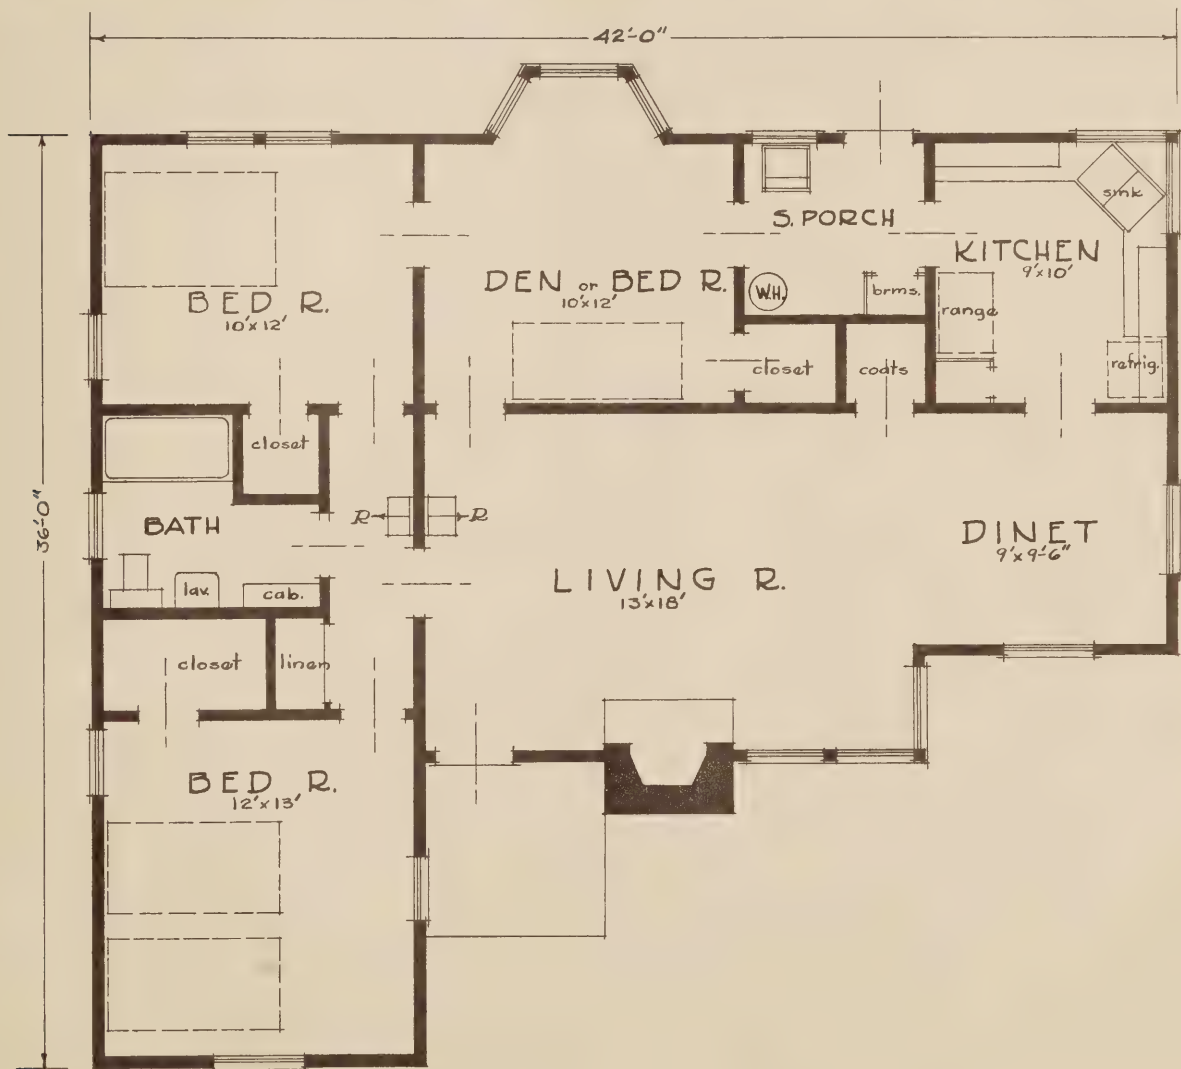 42'-0"
36'-0"
BED R.
10'x12'
DEN or BED R.
10'x12'
S. PORCH
W.H.
brms.
KITCHEN
9'x10'
sink
range
refrig.
closet
coats
closet
BATH
lav.
cab.
R
R
LIVING R.
13'x18'
DINET
9'x9'-6"
closet
linen
BED R.
12'x13'